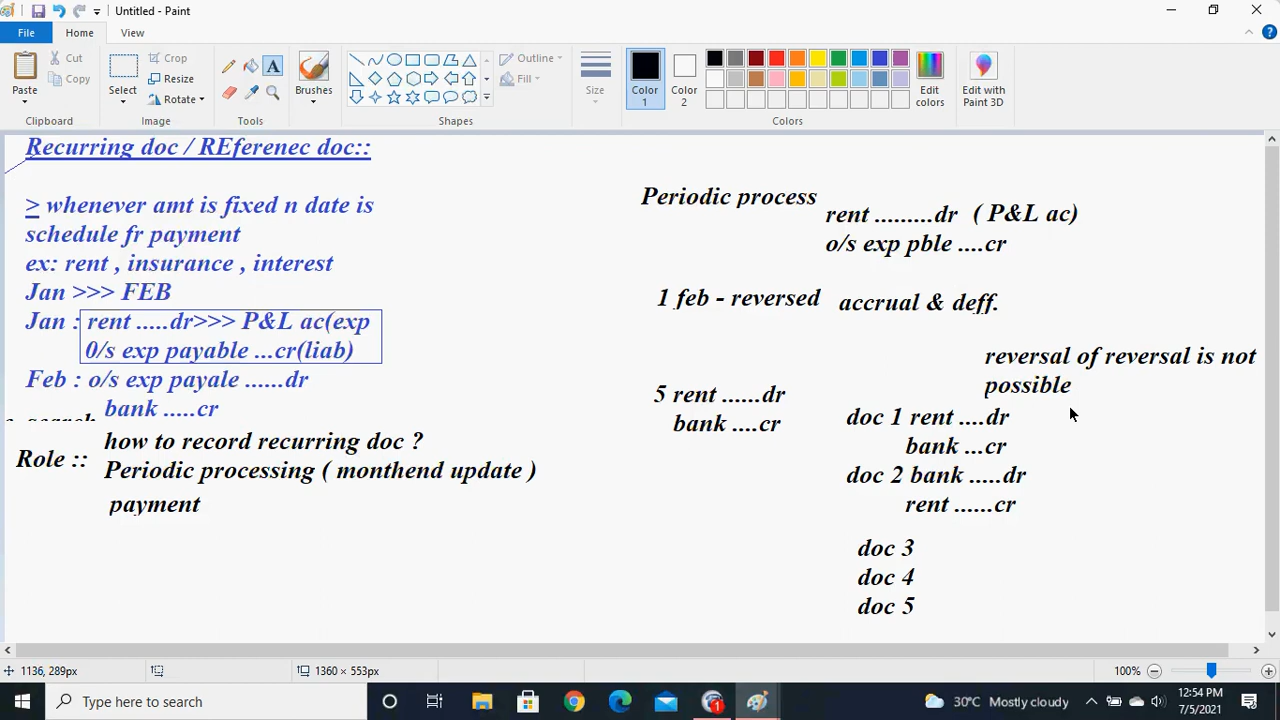 Untitled - Paint
File
Home
View
Paste
Cut
Copy
Clipboard
Select
Crop
Resize
Rotate
Image
Tools
Brushes
Shapes
Outline
Fill
Size
Color 1
Color 2
Colors
Edit colors
Edit with Paint 3D
Recurring doc / REferenec doc::
> whenever amt is fixed n date is
schedule fr payment
ex: rent , insurance , interest
Jan >>> FEB
Jan : rent .....dr>>> P&L ac(exp
0/s exp payable ...cr(liab)
Feb : o/s exp payale ......dr
bank .....cr
how to record recurring doc ?
Role ::
Periodic processing ( monthend update )
payment
Periodic process
rent .........dr ( P&L ac)
o/s exp pble ....cr
1 feb - reversed
accrual & deff.
reversal of reversal is not
possible
5 rent ......dr
bank ....cr
doc 1 rent ....dr
bank ...cr
doc 2 bank .....dr
rent ......cr
doc 3
doc 4
doc 5
1136, 289px
1360 × 553px
100%
Type here to search
30°C Mostly cloudy
12:54 PM
7/5/2021